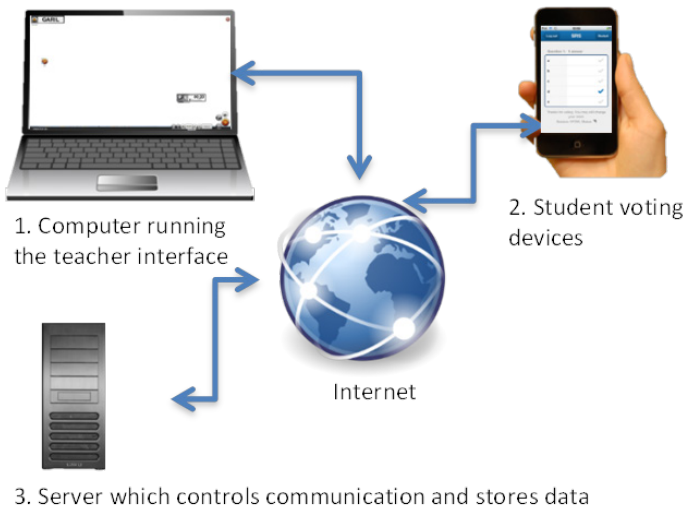 1. Computer running
the teacher interface
2. Student voting
devices
Internet
3. Server which controls communication and stores data